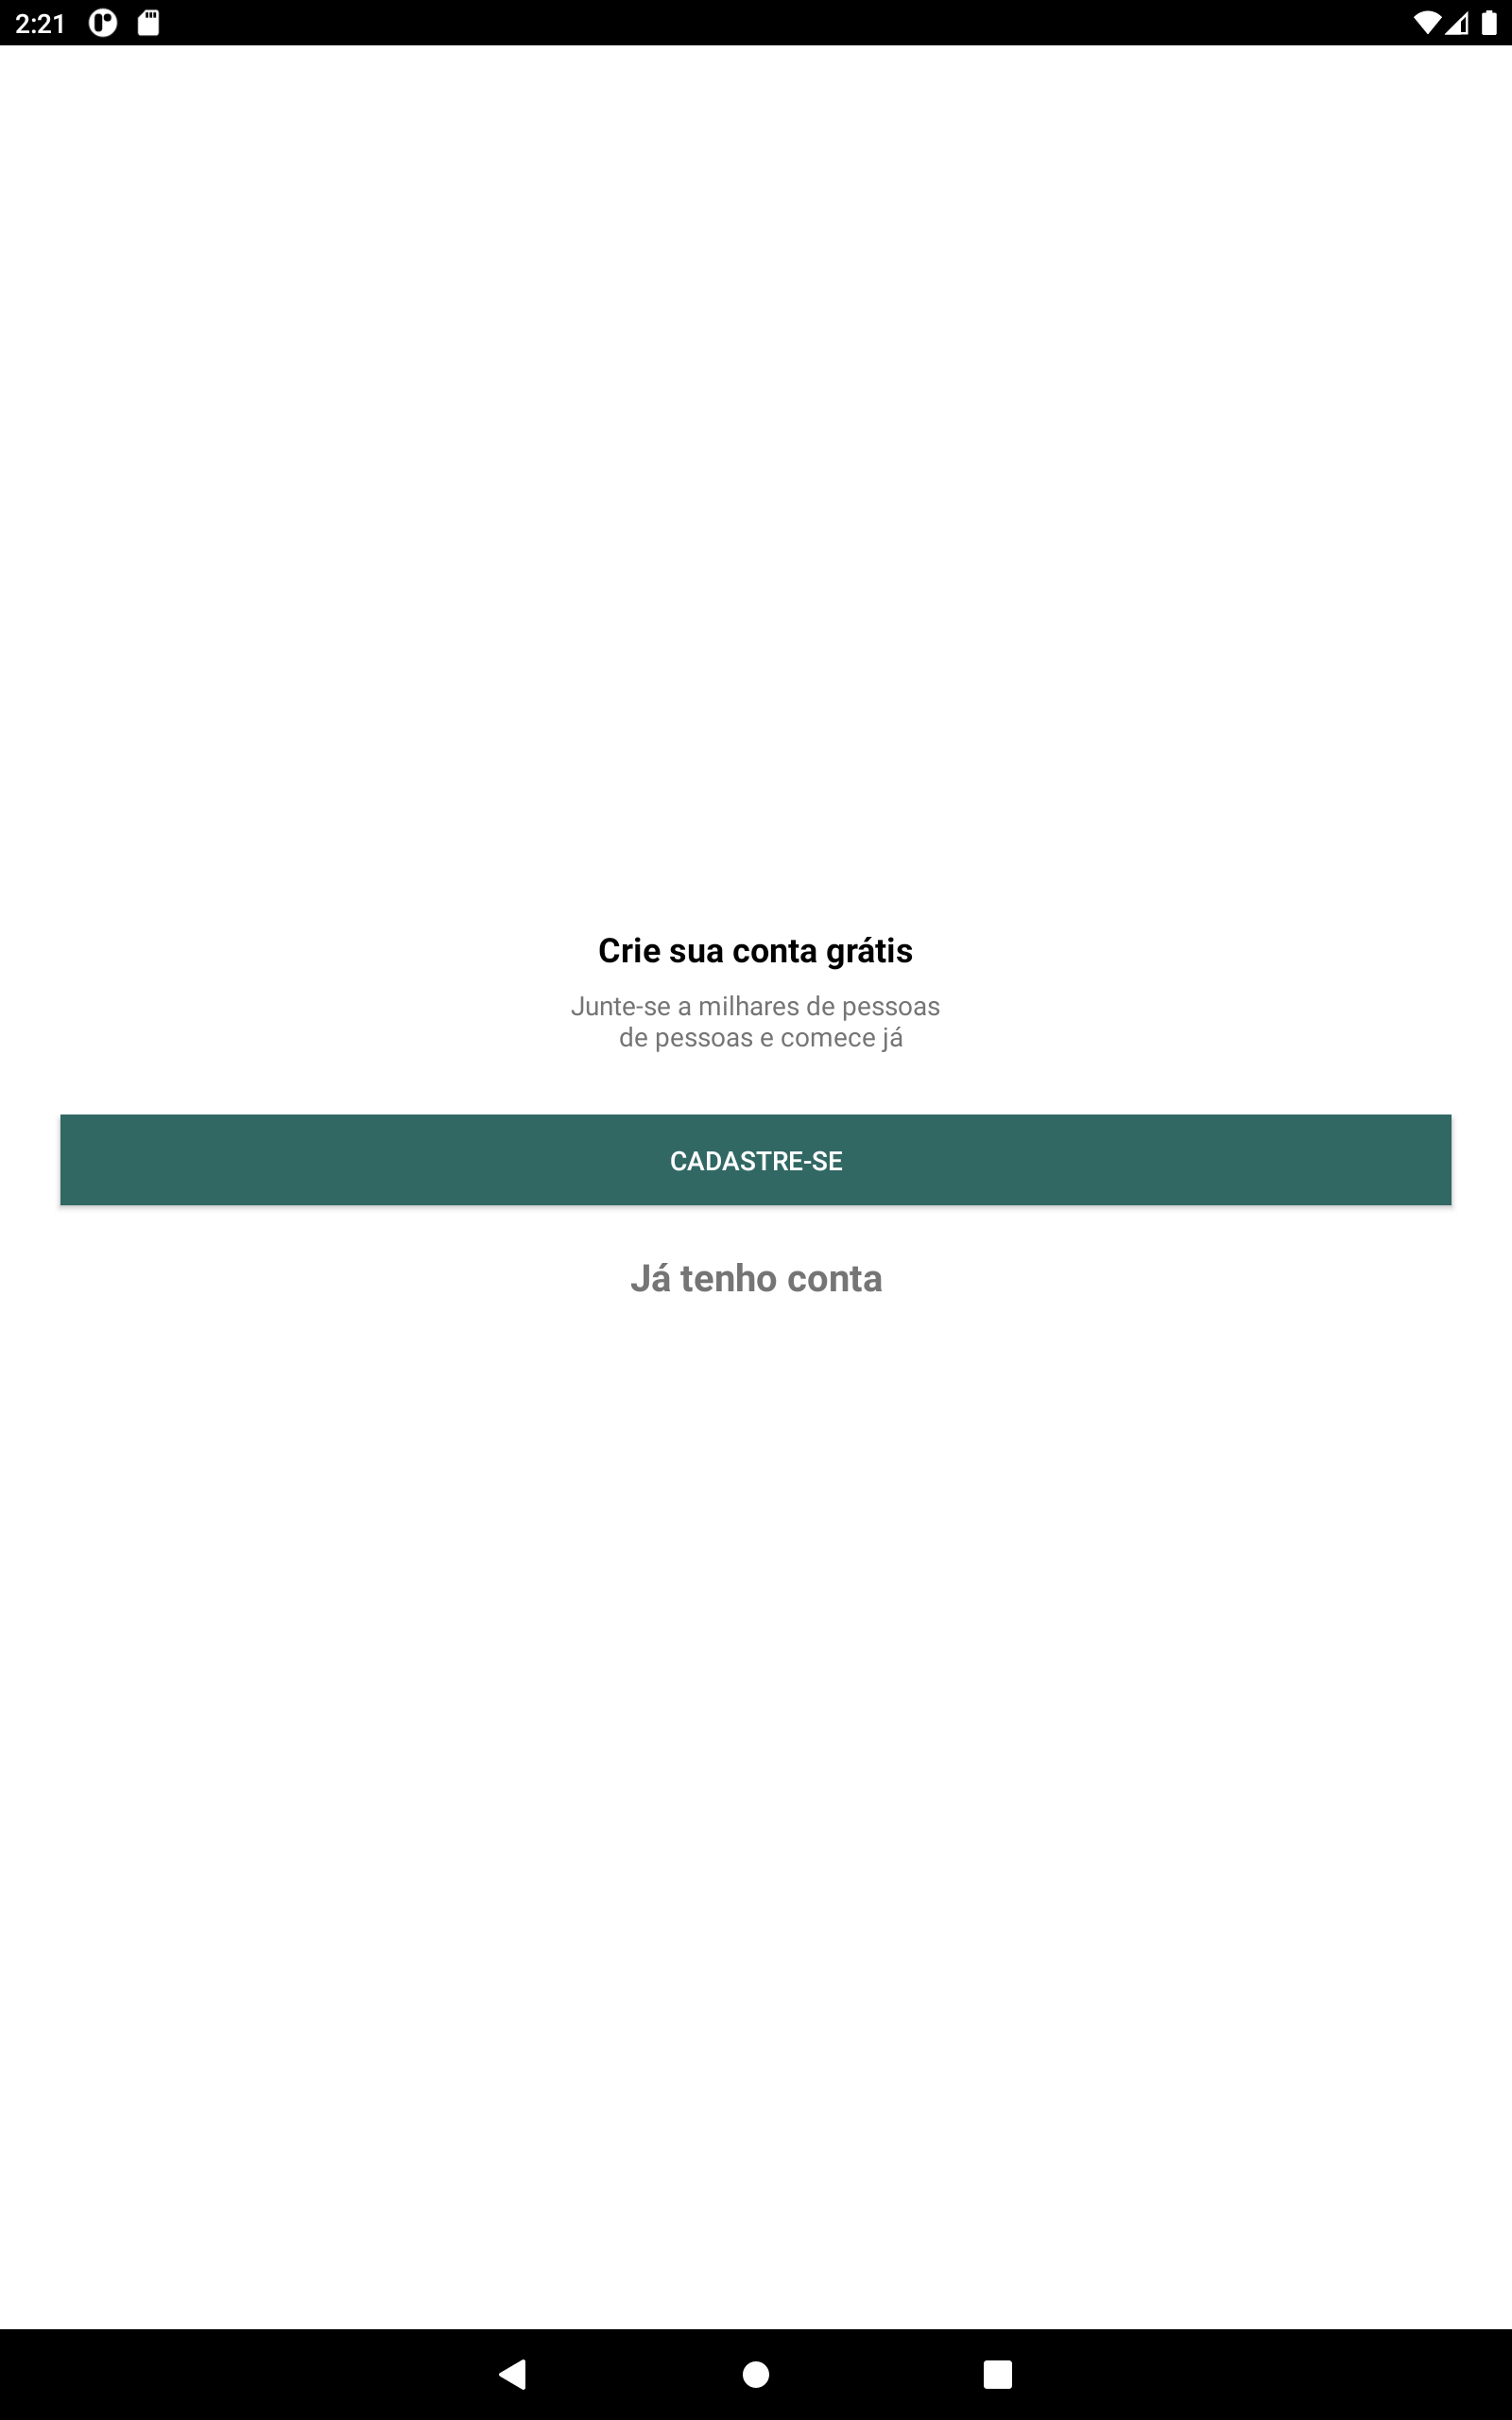 2:21
Crie sua conta grátis
Junte-se a milhares de pessoas
de pessoas e comece já
CADASTRE-SE
Já tenho conta